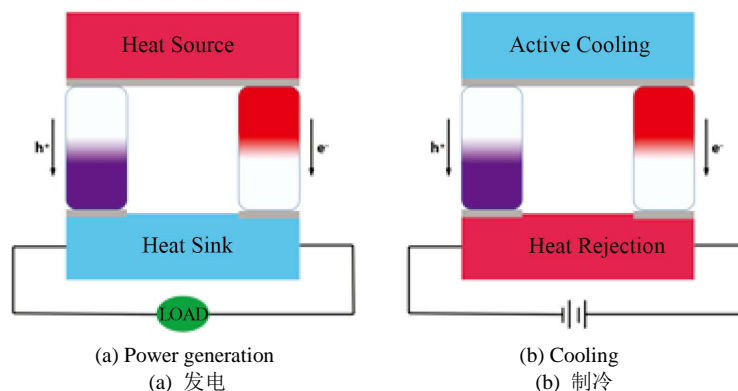 Heat Source
h⁺
e⁻
Heat Sink
LOAD
(a) Power generation
(a) 发电
Active Cooling
h⁺
e⁻
Heat Rejection
(b) Cooling
(b) 制冷